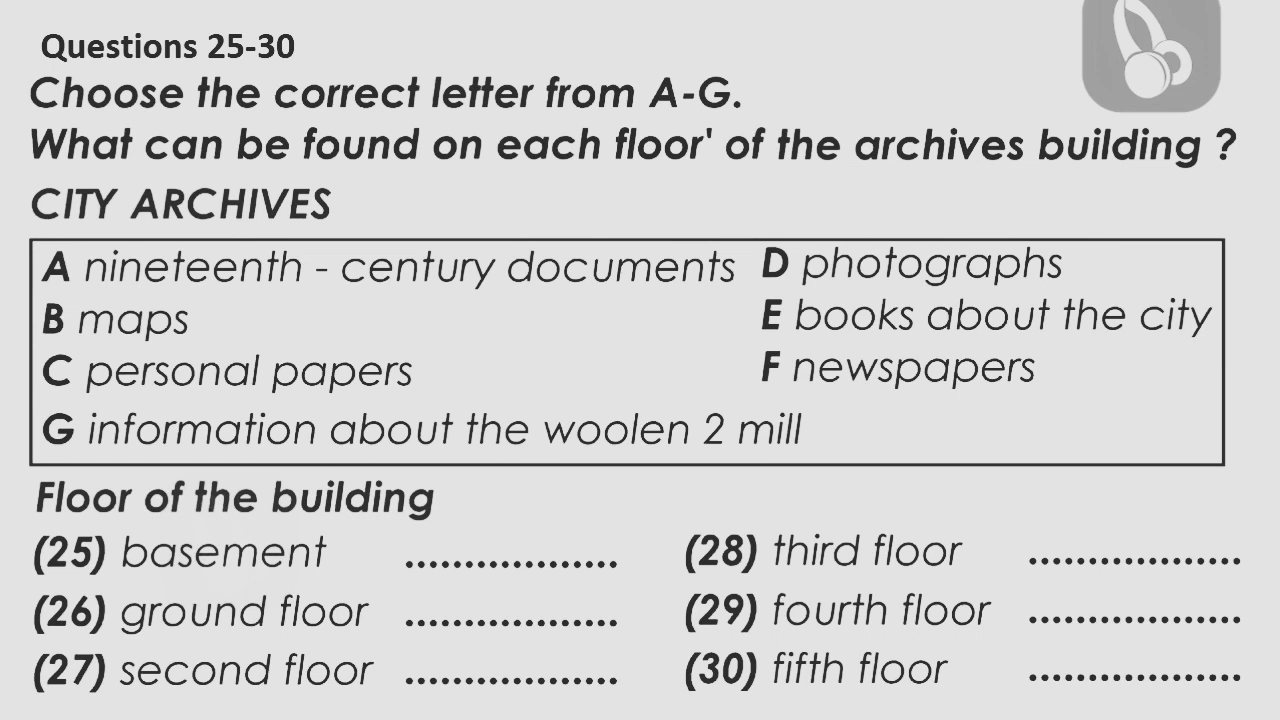 Questions 25-30
Choose the correct letter from A-G.
What can be found on each floor' of the archives building ?
CITY ARCHIVES
A nineteenth - century documents
B maps
C personal papers
D photographs
E books about the city
F newspapers
G information about the woolen 2 mill
Floor of the building
(25) basement ..................
(26) ground floor ..................
(27) second floor ..................
(28) third floor ..................
(29) fourth floor ..................
(30) fifth floor ..................